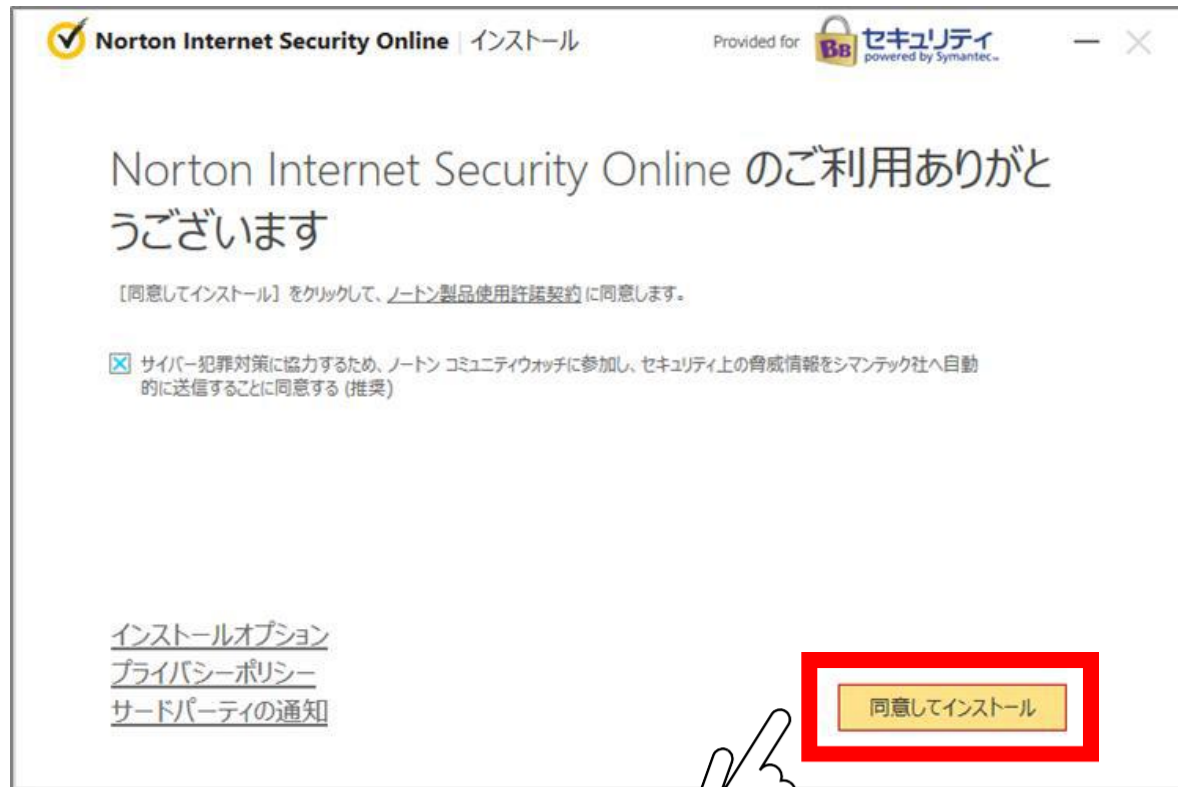 Norton Internet Security Online インストール
Provided for BB セキュリティ
powered by Symantec™
Norton Internet Security Online のご利用ありがと
うございます
［同意してインストール］をクリックして、ノートン製品使用許諾契約 に同意します。
サイバー犯罪対策に協力するため、ノートン コミュニティウォッチに参加し、セキュリティ上の脅威情報をシマンテック社へ自動
的に送信することに同意する (推奨)
インストールオプション
プライバシーポリシー
サードパーティの通知
同意してインストール